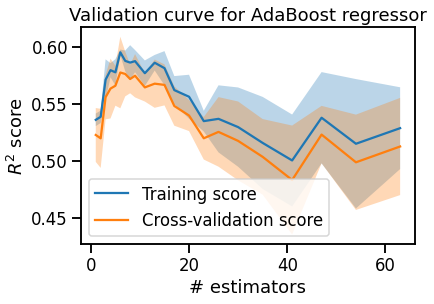 Validation curve for AdaBoost regressor
R² score
0.60
0.55
0.50
0.45
Training score
Cross-validation score
0
20
40
60
# estimators